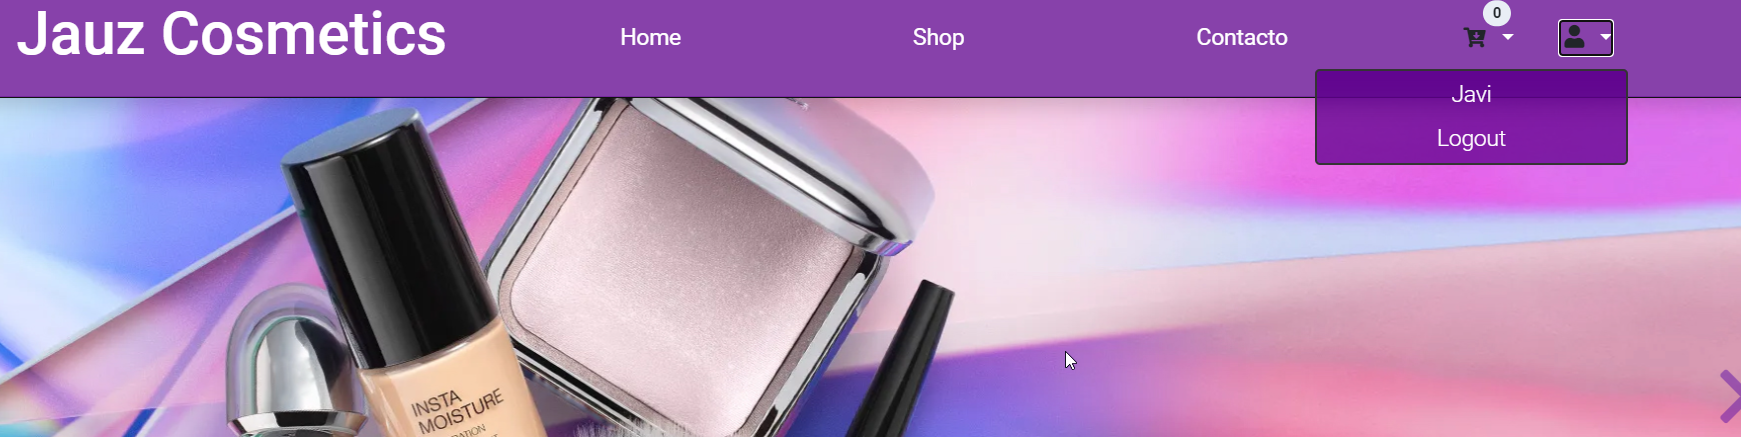 Jauz Cosmetics
Home
Shop
Contacto
0
Javi
Logout
INSTA
MOISTURE